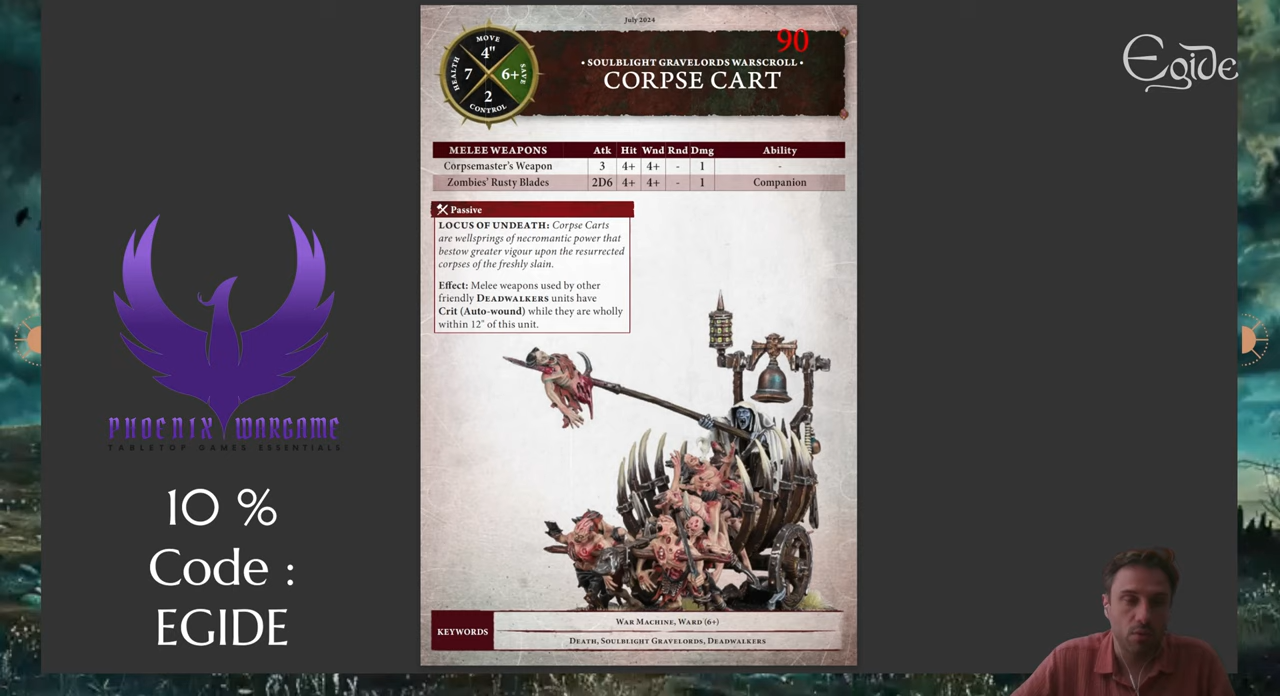 July 2024
90
MOVE
4"
HEALTH
7
6+
SAVE
2
CONTROL
• SOULBLIGHT GRAVELORDS WARSCROLL •
CORPSE CART
Egide
MELEE WEAPONS Atk Hit Wnd Rnd Dmg Ability
Corpsemaster's Weapon 3 4+ 4+ - 1 -
Zombies' Rusty Blades 2D6 4+ 4+ - 1 Companion
Passive
LOCUS OF UNDEATH: Corpse Carts
are wellsprings of necromantic power that
bestow greater vigour upon the resurrected
corpses of the freshly slain.
Effect: Melee weapons used by other
friendly DEADWALKERS units have
Crit (Auto-wound) while they are wholly
within 12" of this unit.
PHOENIX WARGAME
TABLETOP GAMES ESSENTIALS
10 %
Code :
EGIDE
KEYWORDS
WAR MACHINE, WARD (6+)
DEATH, SOULBLIGHT GRAVELORDS, DEADWALKERS